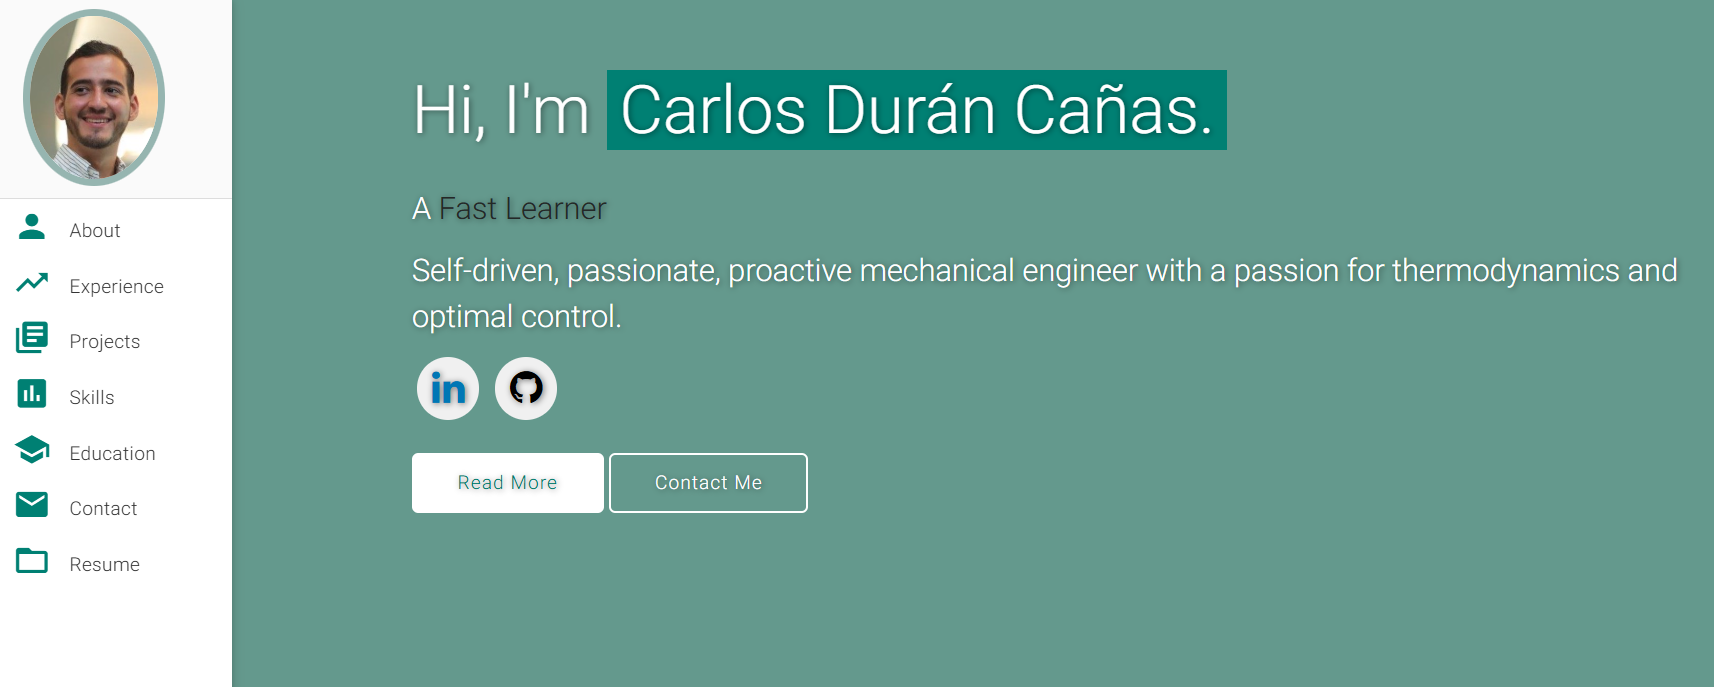 About
Experience
Projects
Skills
Education
Contact
Resume
Hi, I'm Carlos Durán Cañas.
A Fast Learner
Self-driven, passionate, proactive mechanical engineer with a passion for thermodynamics and
optimal control.
in
Read More
Contact Me